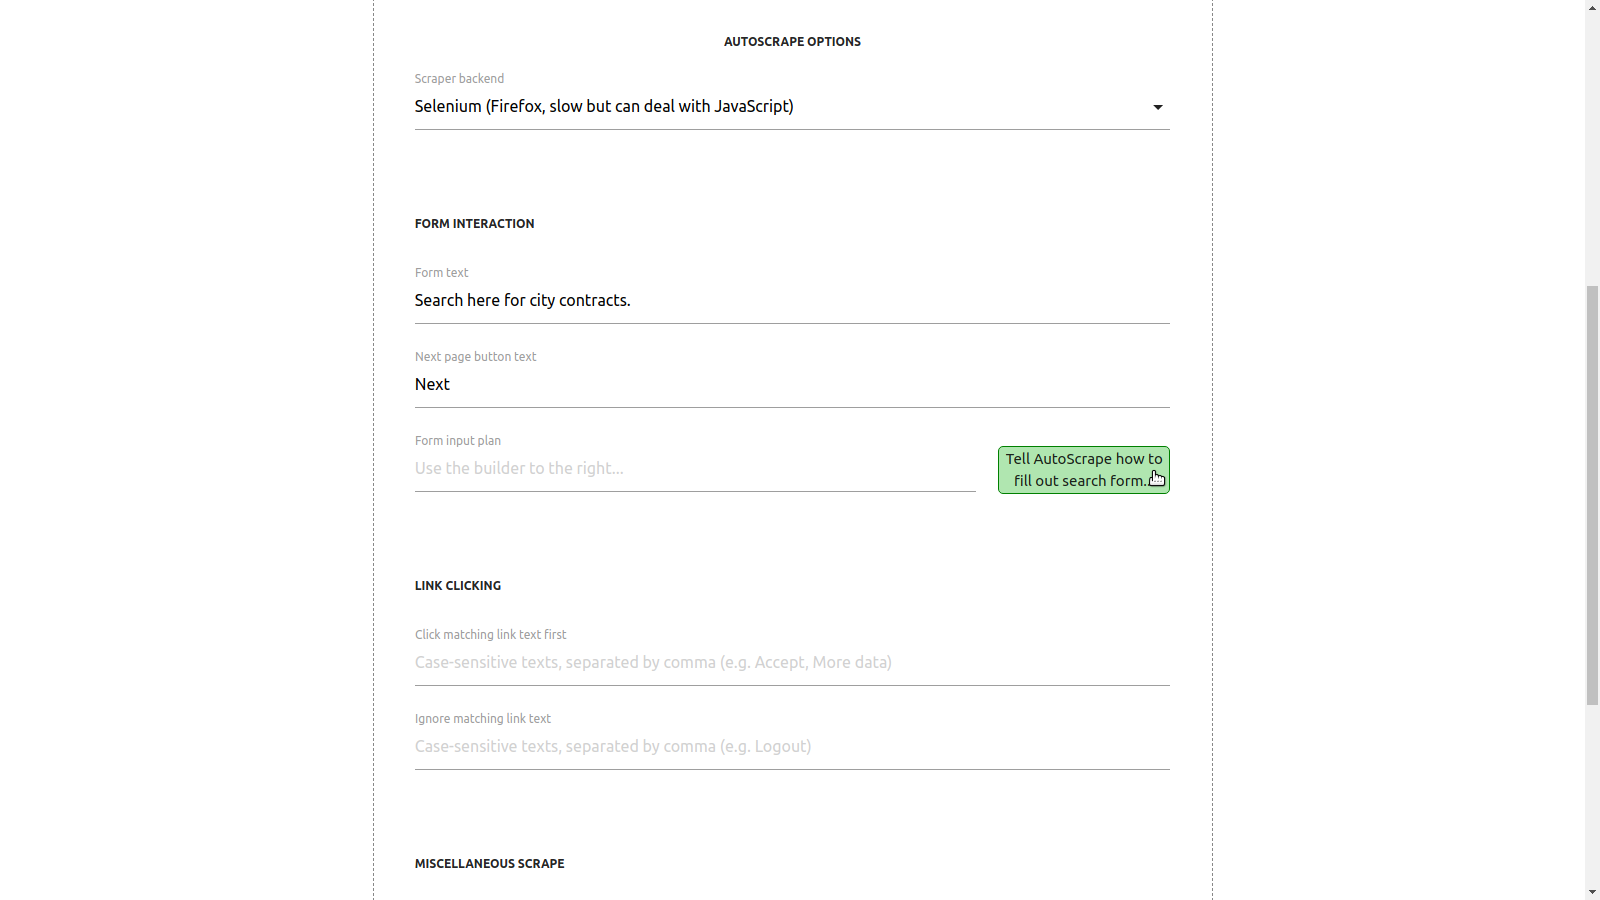 AUTOSCRAPE OPTIONS
Scraper backend
Selenium (Firefox, slow but can deal with JavaScript)
FORM INTERACTION
Form text
Search here for city contracts.
Next page button text
Next
Form input plan
Use the builder to the right...
Tell AutoScrape how to
fill out search form..
LINK CLICKING
Click matching link text first
Case-sensitive texts, separated by comma (e.g. Accept, More data)
Ignore matching link text
Case-sensitive texts, separated by comma (e.g. Logout)
MISCELLANEOUS SCRAPE